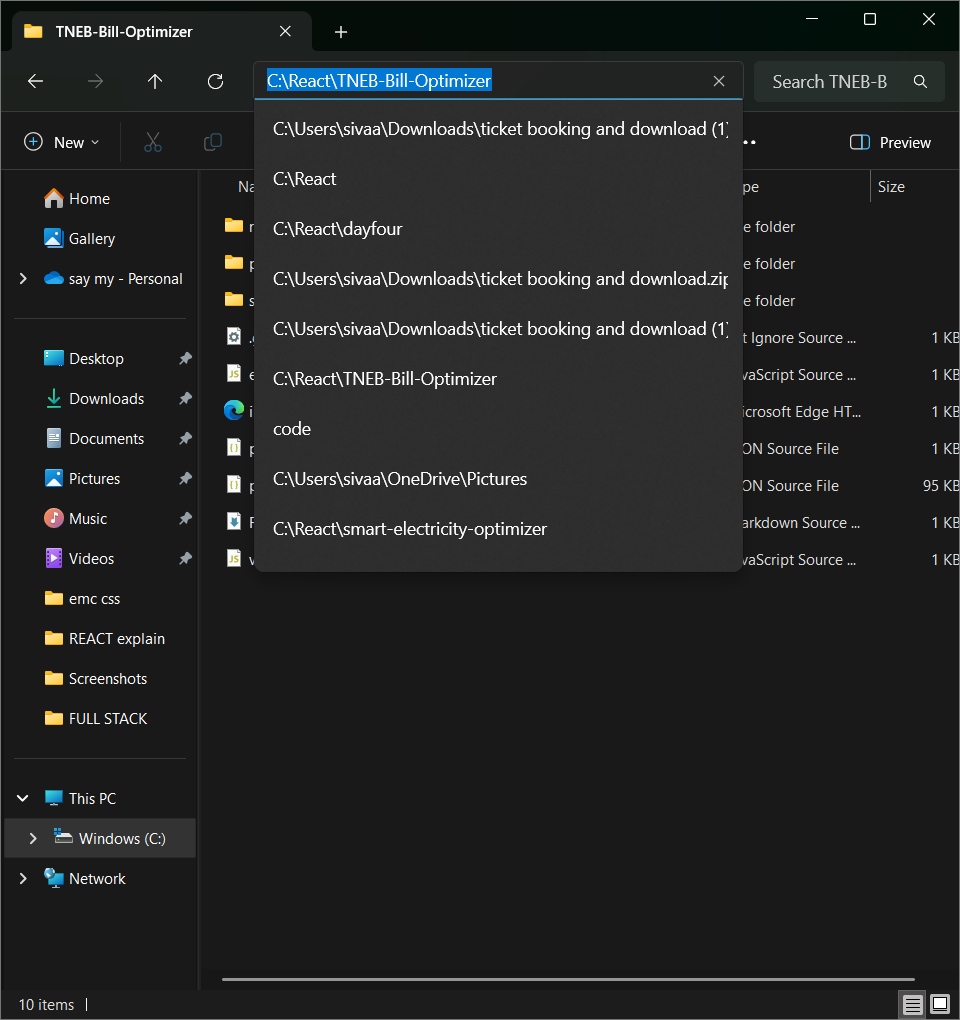 TNEB-Bill-Optimizer
C:\React\TNEB-Bill-Optimizer
Search TNEB-B
New
Preview
C:\Users\sivaa\Downloads\ticket booking and download (1)
C:\React
C:\React\dayfour
C:\Users\sivaa\Downloads\ticket booking and download.zip
C:\Users\sivaa\Downloads\ticket booking and download (1)
C:\React\TNEB-Bill-Optimizer
code
C:\Users\sivaa\OneDrive\Pictures
C:\React\smart-electricity-optimizer
Home
Gallery
say my - Personal
Desktop
Downloads
Documents
Pictures
Music
Videos
emc css
REACT explain
Screenshots
FULL STACK
This PC
Windows (C:)
Network
Na
pe
Size
e folder
e folder
e folder
t Ignore Source ...
1 KB
vaScript Source ...
1 KB
icrosoft Edge HT...
1 KB
ON Source File
1 KB
ON Source File
95 KB
arkdown Source ...
1 KB
vaScript Source ...
1 KB
10 items